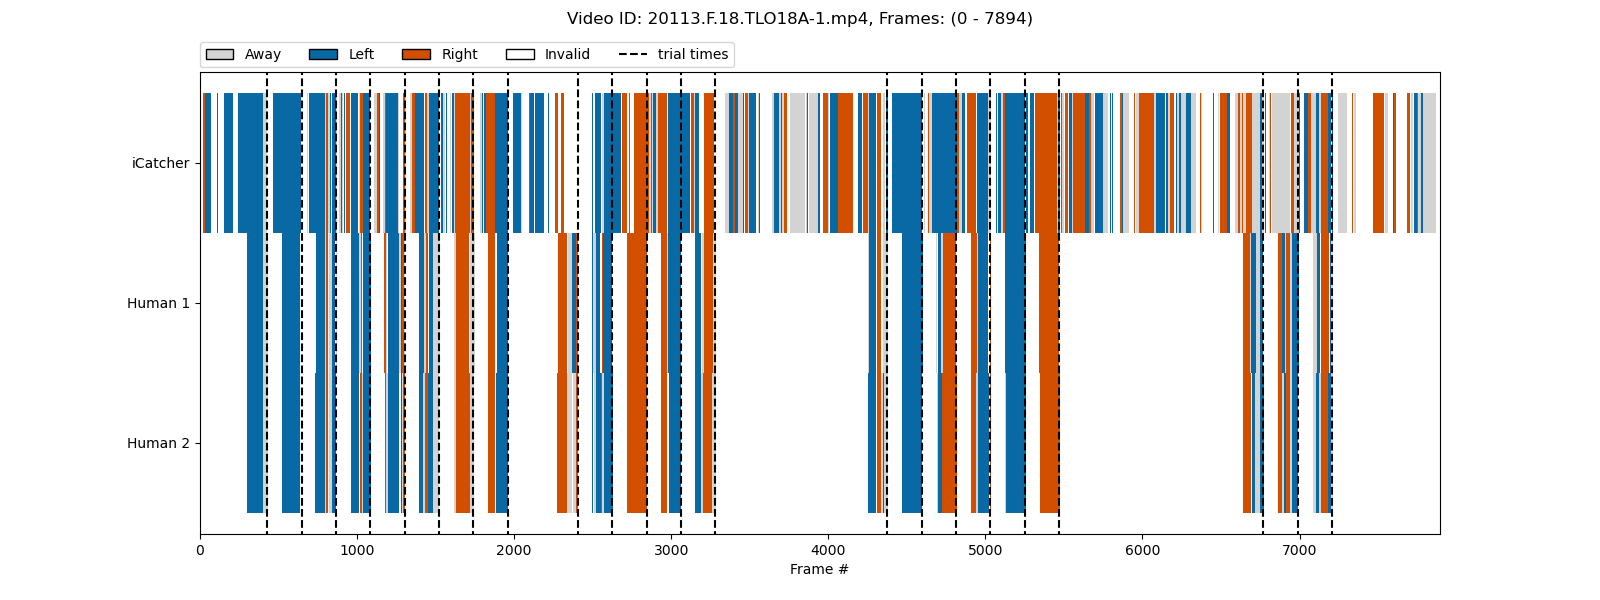 Video ID: 20113.F.18.TLO18A-1.mp4, Frames: (0 - 7894)
Away Left Right Invalid trial times
iCatcher
Human 1
Human 2
0 1000 2000 3000 4000 5000 6000 7000
Frame #